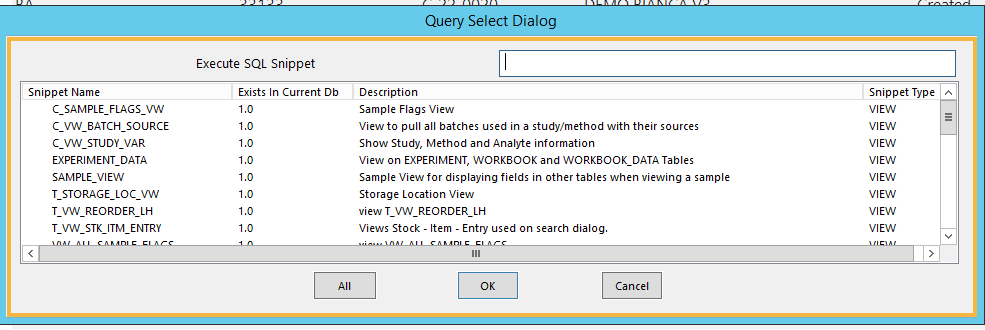 Query Select Dialog
Execute SQL Snippet
Snippet Name Exists In Current Db Description Snippet Type
C_SAMPLE_FLAGS_VW 1.0 Sample Flags View VIEW
C_VW_BATCH_SOURCE 1.0 View to pull all batches used in a study/method with their sources VIEW
C_VW_STUDY_VAR 1.0 Show Study, Method and Analyte information VIEW
EXPERIMENT_DATA 1.0 View on EXPERIMENT, WORKBOOK and WORKBOOK_DATA Tables VIEW
SAMPLE_VIEW 1.0 Sample View for displaying fields in other tables when viewing a sample VIEW
T_STORAGE_LOC_VW 1.0 Storage Location View VIEW
T_VW_REORDER_LH 1.0 view T_VW_REORDER_LH VIEW
T_VW_STK_ITM_ENTRY 1.0 Views Stock - Item - Entry used on search dialog. VIEW
VW_ALL_SAMPLE_FLAGS 1.0 view VW_ALL_SAMPLE_FLAGS VIEW
All OK Cancel